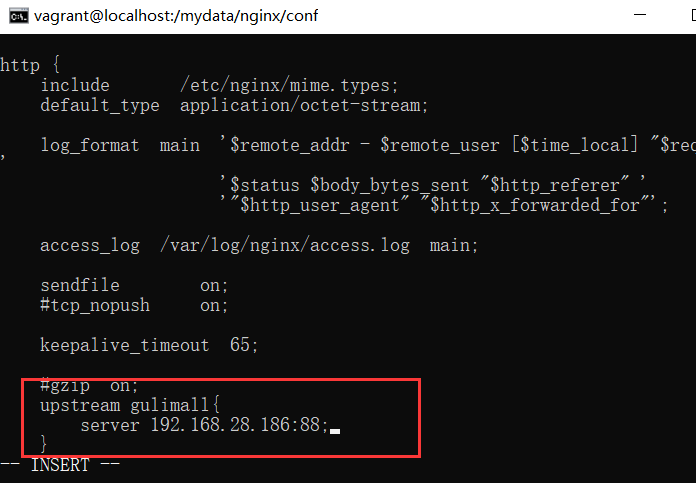 vagrant@localhost:/mydata/nginx/conf
http {
include /etc/nginx/mime.types;
default_type application/octet-stream;
log_format main '$remote_addr - $remote_user [$time_local] "$rec
'
'$status $body_bytes_sent "$http_referer" '
'"$http_user_agent" "$http_x_forwarded_for"';
access_log /var/log/nginx/access.log main;
sendfile on;
#tcp_nopush on;
keepalive_timeout 65;
#gzip on;
upstream gulimall{
server 192.168.28.186:88;
}
-- INSERT --